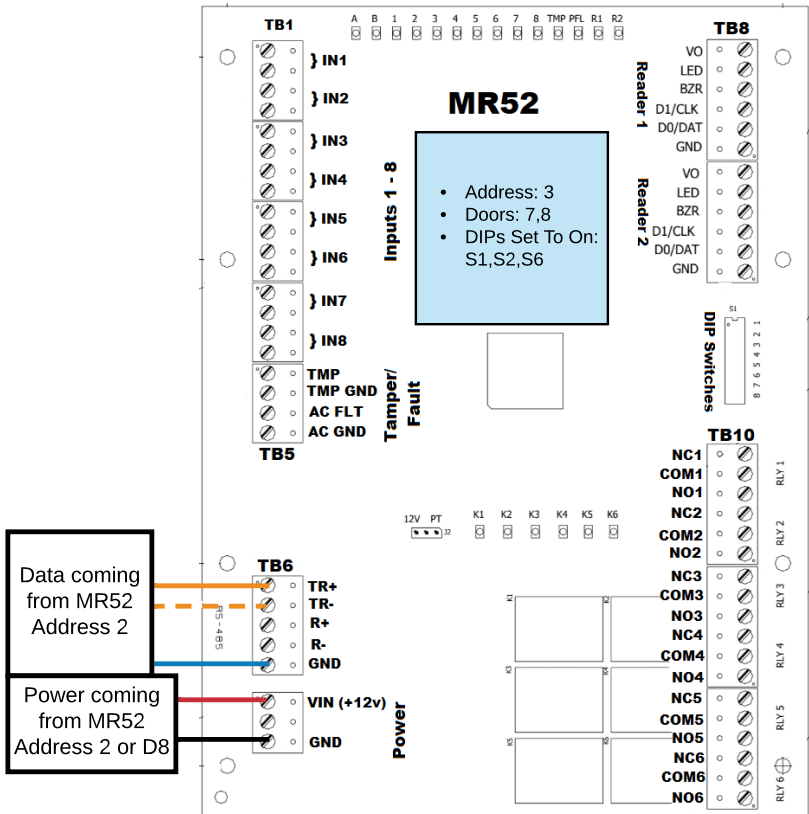 TB1
A B 1 2 3 4 5 6 7 8 TMP PFL R1 R2
TB8
} IN1
} IN2
} IN3
} IN4
} IN5
} IN6
} IN7
} IN8
Inputs 1 - 8
TMP
TMP GND
AC FLT
AC GND
Tamper/
Fault
TB5
MR52
• Address: 3
• Doors: 7,8
• DIPs Set To On:
S1,S2,S6
Reader 1
VO
LED
BZR
D1/CLK
D0/DAT
GND
Reader 2
VO
LED
BZR
D1/CLK
D0/DAT
GND
DIP Switches
S1
8 7 6 5 4 3 2 1
TB10
NC1
COM1
NO1
RLY 1
NC2
COM2
NO2
RLY 2
NC3
COM3
NO3
RLY 3
NC4
COM4
NO4
RLY 4
NC5
COM5
NO5
RLY 5
NC6
COM6
NO6
RLY 6
12V PT
J2
K1 K2 K3 K4 K5 K6
K1
K2
K3
K4
K5
K6
Data coming
from MR52
Address 2
TB6
TR+
TR-
R+
R-
GND
RS-485
Power coming
from MR52
Address 2 or D8
VIN (+12v)
GND
Power